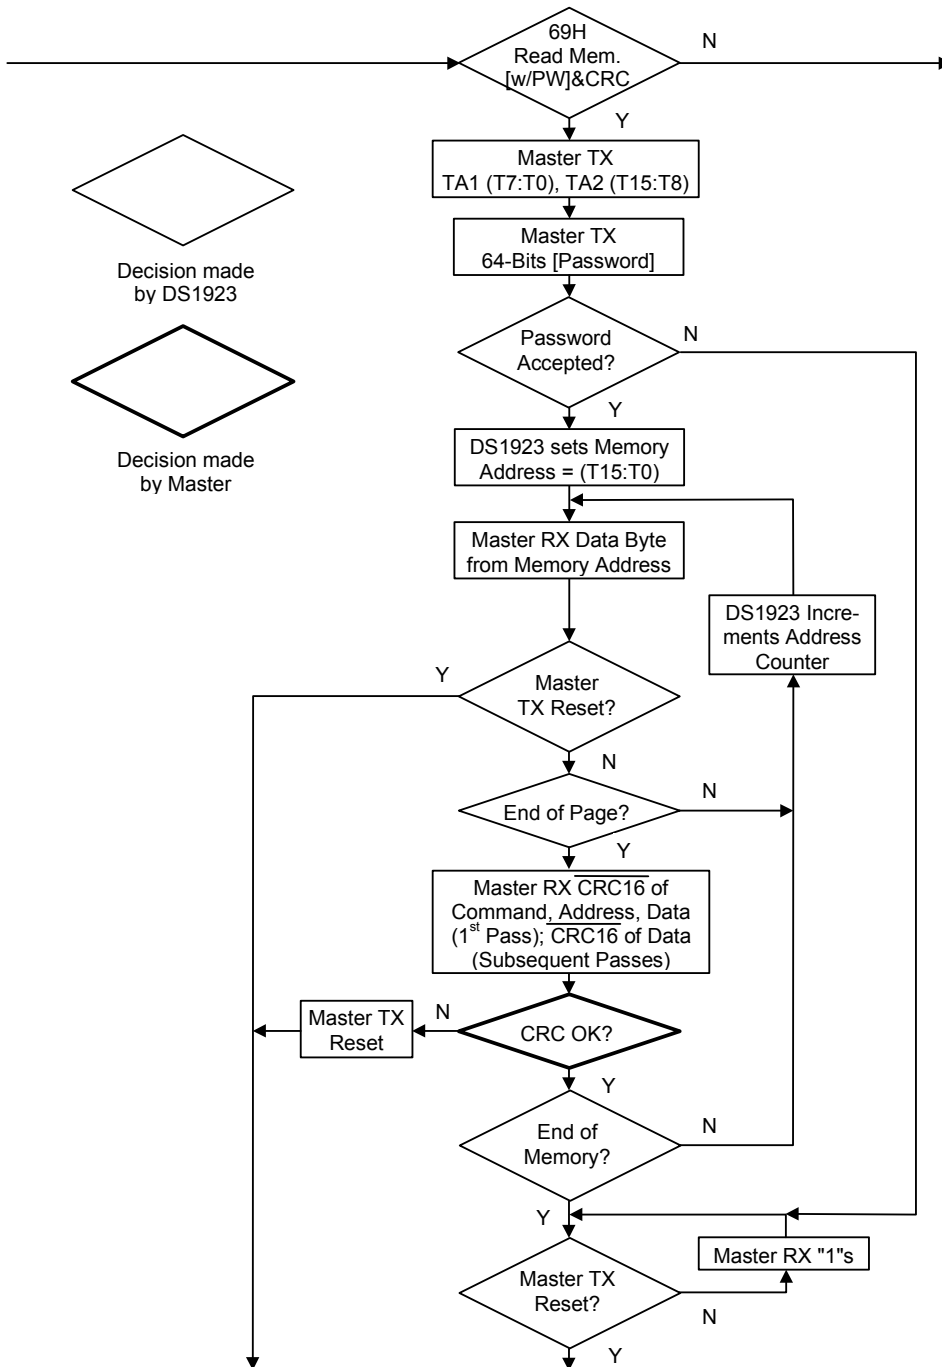 69H
Read Mem.
[w/PW]&CRC
N
Y
Master TX
TA1 (T7:T0), TA2 (T15:T8)
Decision made
by DS1923
Master TX
64-Bits [Password]
Password
Accepted?
N
Y
Decision made
by Master
DS1923 sets Memory
Address = (T15:T0)
Master RX Data Byte
from Memory Address
DS1923 Incre-
ments Address
Counter
Y
Master
TX Reset?
N
End of Page?
N
Y
Master RX CRC16 of
Command, Address, Data
(1st Pass); CRC16 of Data
(Subsequent Passes)
Master TX
Reset
N
CRC OK?
Y
End of
Memory?
N
Y
Master RX "1"s
Master TX
Reset?
N
Y